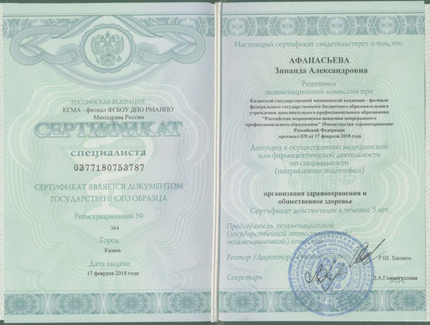 РОССИЙСКАЯ ФЕДЕРАЦИЯ
КГМА - филиал ФГБОУ ДПО РМАНПО
Минздрава России
СЕРТИФИКАТ
специалиста
0377180753787
СЕРТИФИКАТ ЯВЛЯЕТСЯ ДОКУМЕНТОМ
ГОСУДАРСТВЕННОГО ОБРАЗЦА
Регистрационный №
364
Город
Казань
Дата выдачи
17 февраля 2018 года
Настоящий сертификат свидетельствует о том, что
АФАНАСЬЕВА
Зинаида Александровна
Решением
экзаменационной комиссии при
Казанской государственной медицинской академии - филиале
федерального государственного бюджетного образовательного
учреждения дополнительного профессионального образования
"Российская медицинская академия непрерывного
профессионального образования" Министерства здравоохранения
Российской Федерации
протокол 020 от 17 февраля 2018 года
Допущен к осуществлению медицинской
или фармацевтической деятельности
по специальности
(направлению подготовки)
организация здравоохранения и
общественное здоровье
Сертификат действителен в течение 5 лет.
Председатель экзаменационной
(государственной
экзаменационной)
Ректор
Р.Ш. Хасанов
Секретарь